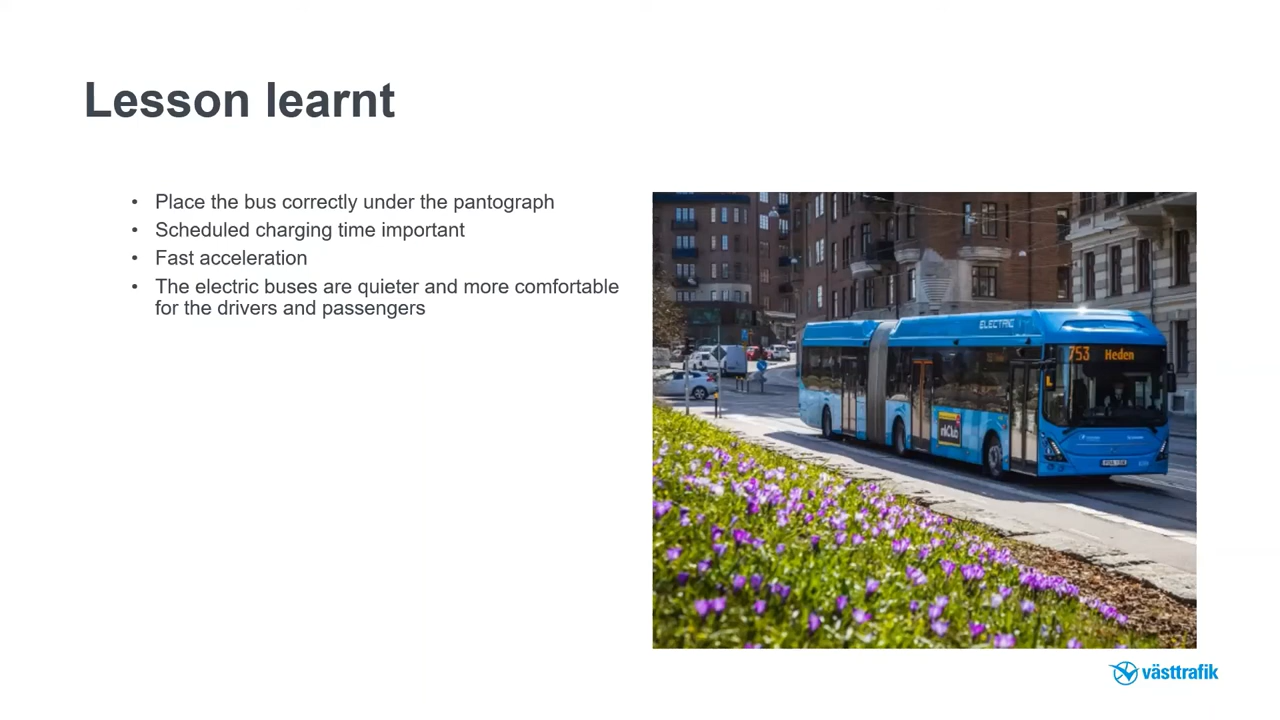 Lesson learnt
• Place the bus correctly under the pantograph
• Scheduled charging time important
• Fast acceleration
• The electric buses are quieter and more comfortable
for the drivers and passengers
ELECTRIC
753 Heden
inkClub
västtrafik